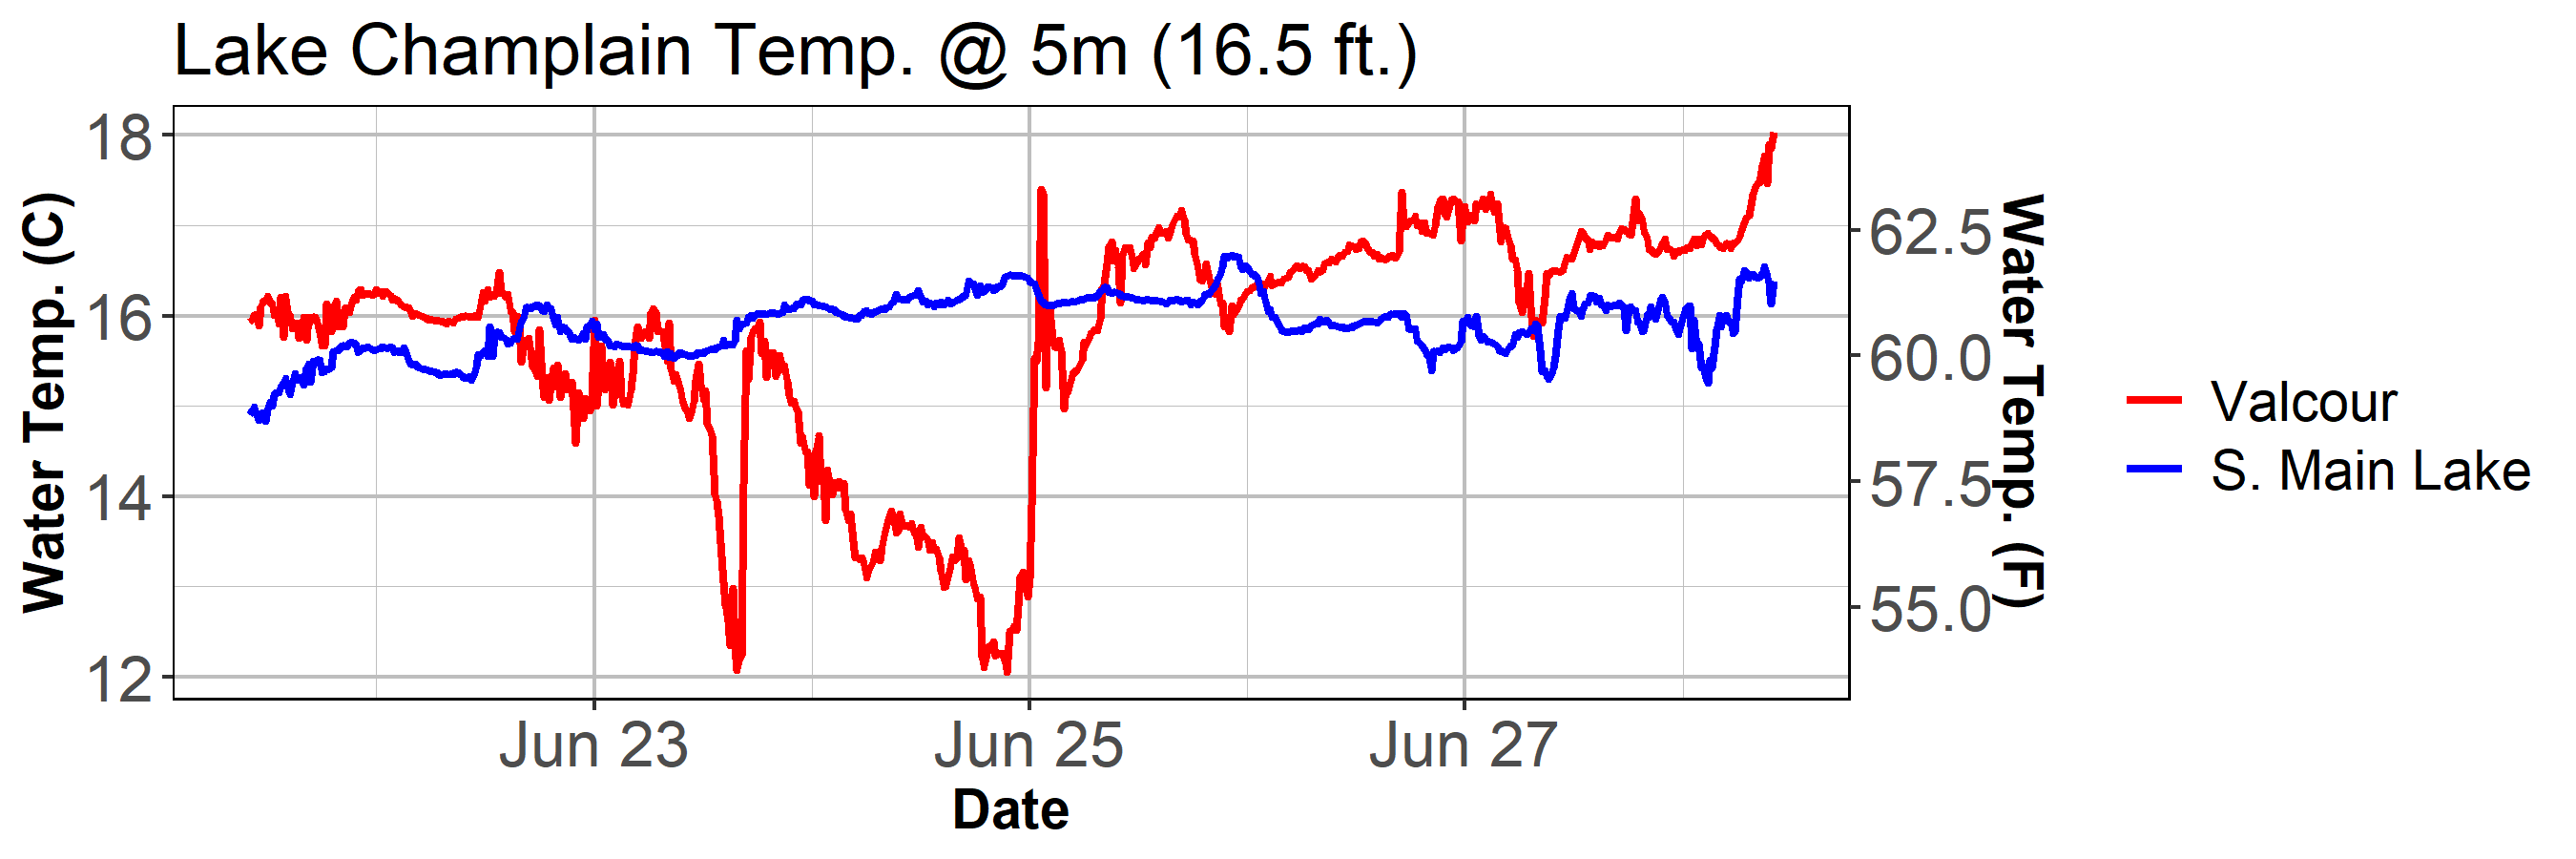 Lake Champlain Temp. @ 5m (16.5 ft.)
Water Temp. (C)
18
16
14
12
62.5
60.0
57.5
55.0
Water Temp. (F)
Jun 23
Jun 25
Jun 27
Date
Valcour
S. Main Lake